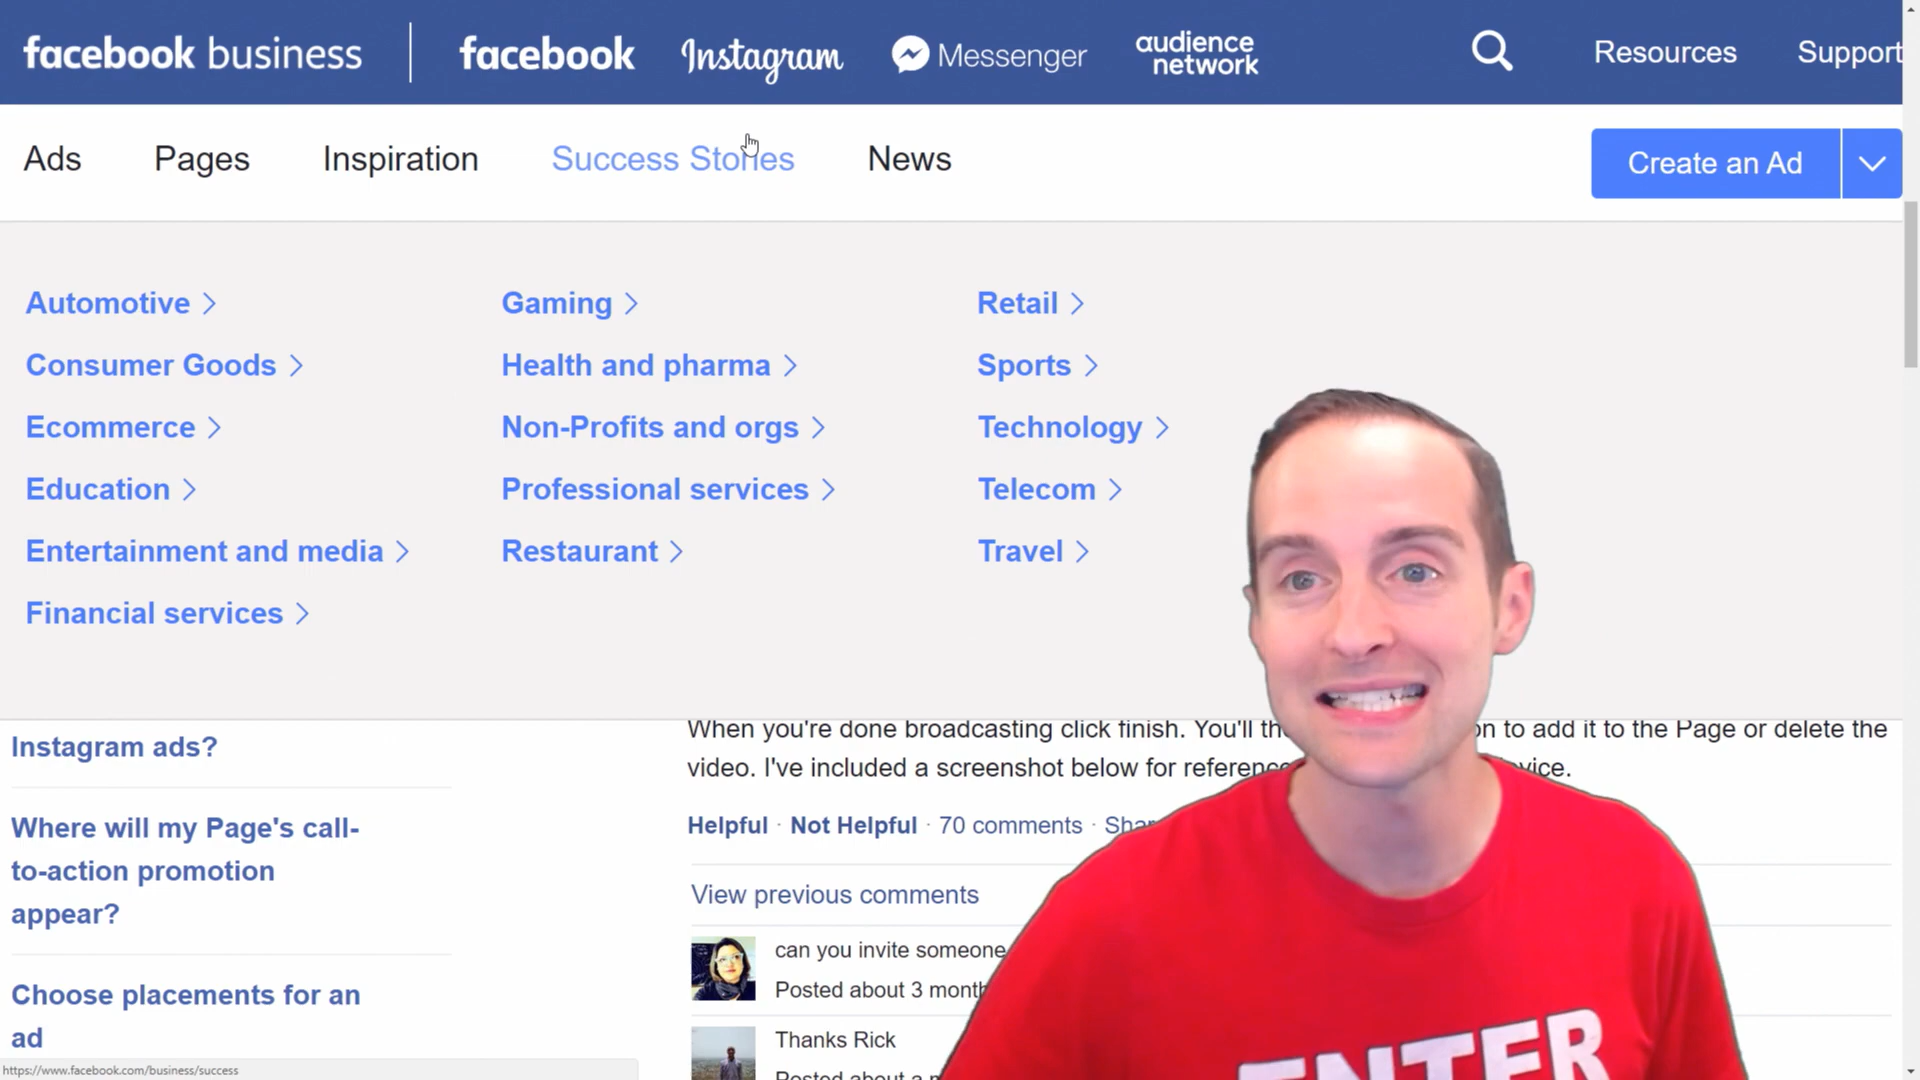 facebook business
facebook
Instagram
Messenger
audience network
Resources
Support
Ads
Pages
Inspiration
Success Stories
News
Create an Ad
Automotive
Gaming
Retail
Consumer Goods
Health and pharma
Sports
Ecommerce
Non-Profits and orgs
Technology
Education
Professional services
Telecom
Entertainment and media
Restaurant
Travel
Financial services
Instagram ads?
Where will my Page's call-
to-action promotion
appear?
Choose placements for an
ad
When you're done broadcasting click finish. You'll to add it to the Page or delete the
video. I've included a screenshot below for
Helpful · Not Helpful · 70 comments ·
View previous comments
can you invite someone
Posted about 3
Thanks Rick
Posted about a
ENTER
https://www.facebook.com/business/success